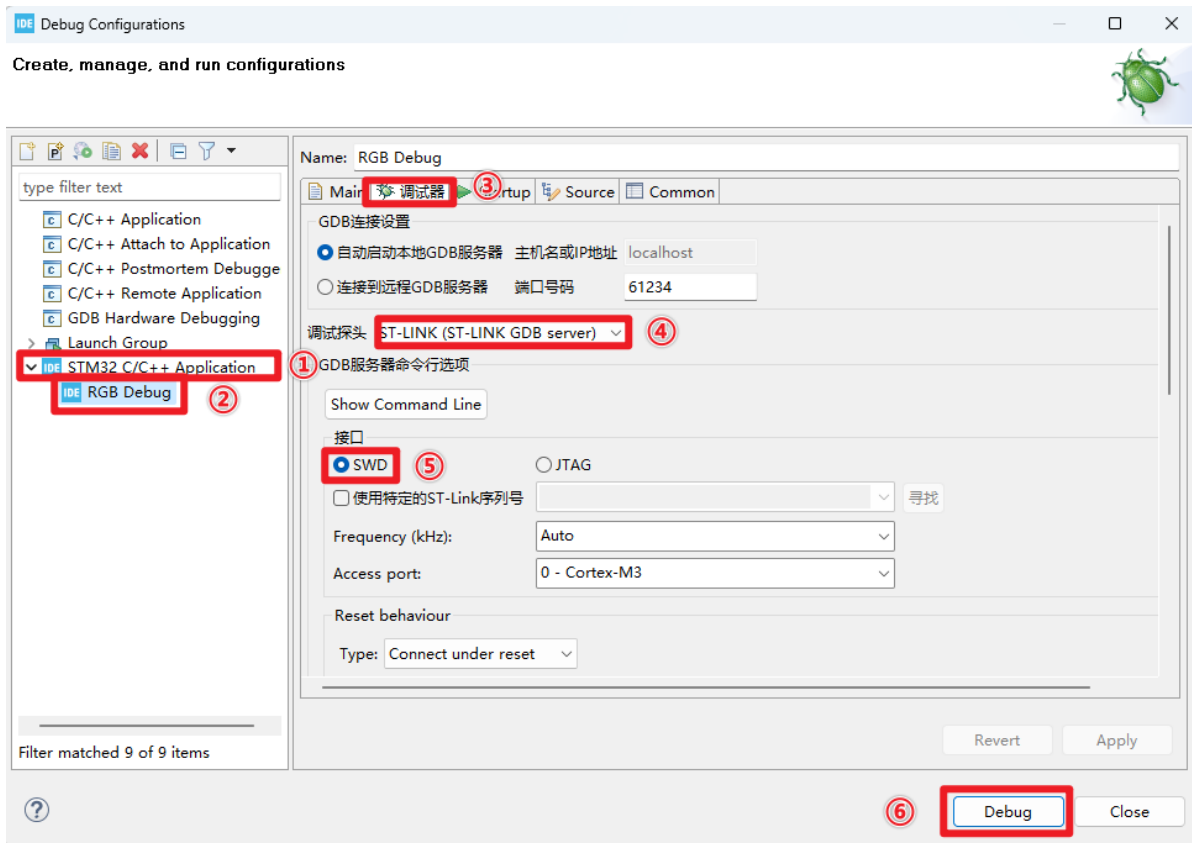 IDE Debug Configurations
Create, manage, and run configurations
type filter text
C/C++ Application
C/C++ Attach to Application
C/C++ Postmortem Debugge
C/C++ Remote Application
GDB Hardware Debugging
Launch Group
IDE STM32 C/C++ Application ①
IDE RGB Debug ②
Filter matched 9 of 9 items
Name: RGB Debug
Main 调试器 ③ Source Common
GDB连接设置
自动启动本地GDB服务器 主机名或IP地址 localhost
连接到远程GDB服务器 端口号码 61234
调试探头 ST-LINK (ST-LINK GDB server) ④
GDB服务器命令行选项
Show Command Line
接口
SWD ⑤ JTAG
使用特定的ST-Link序列号 寻找
Frequency (kHz): Auto
Access port: 0 - Cortex-M3
Reset behaviour
Type: Connect under reset
Revert Apply
⑥ Debug Close